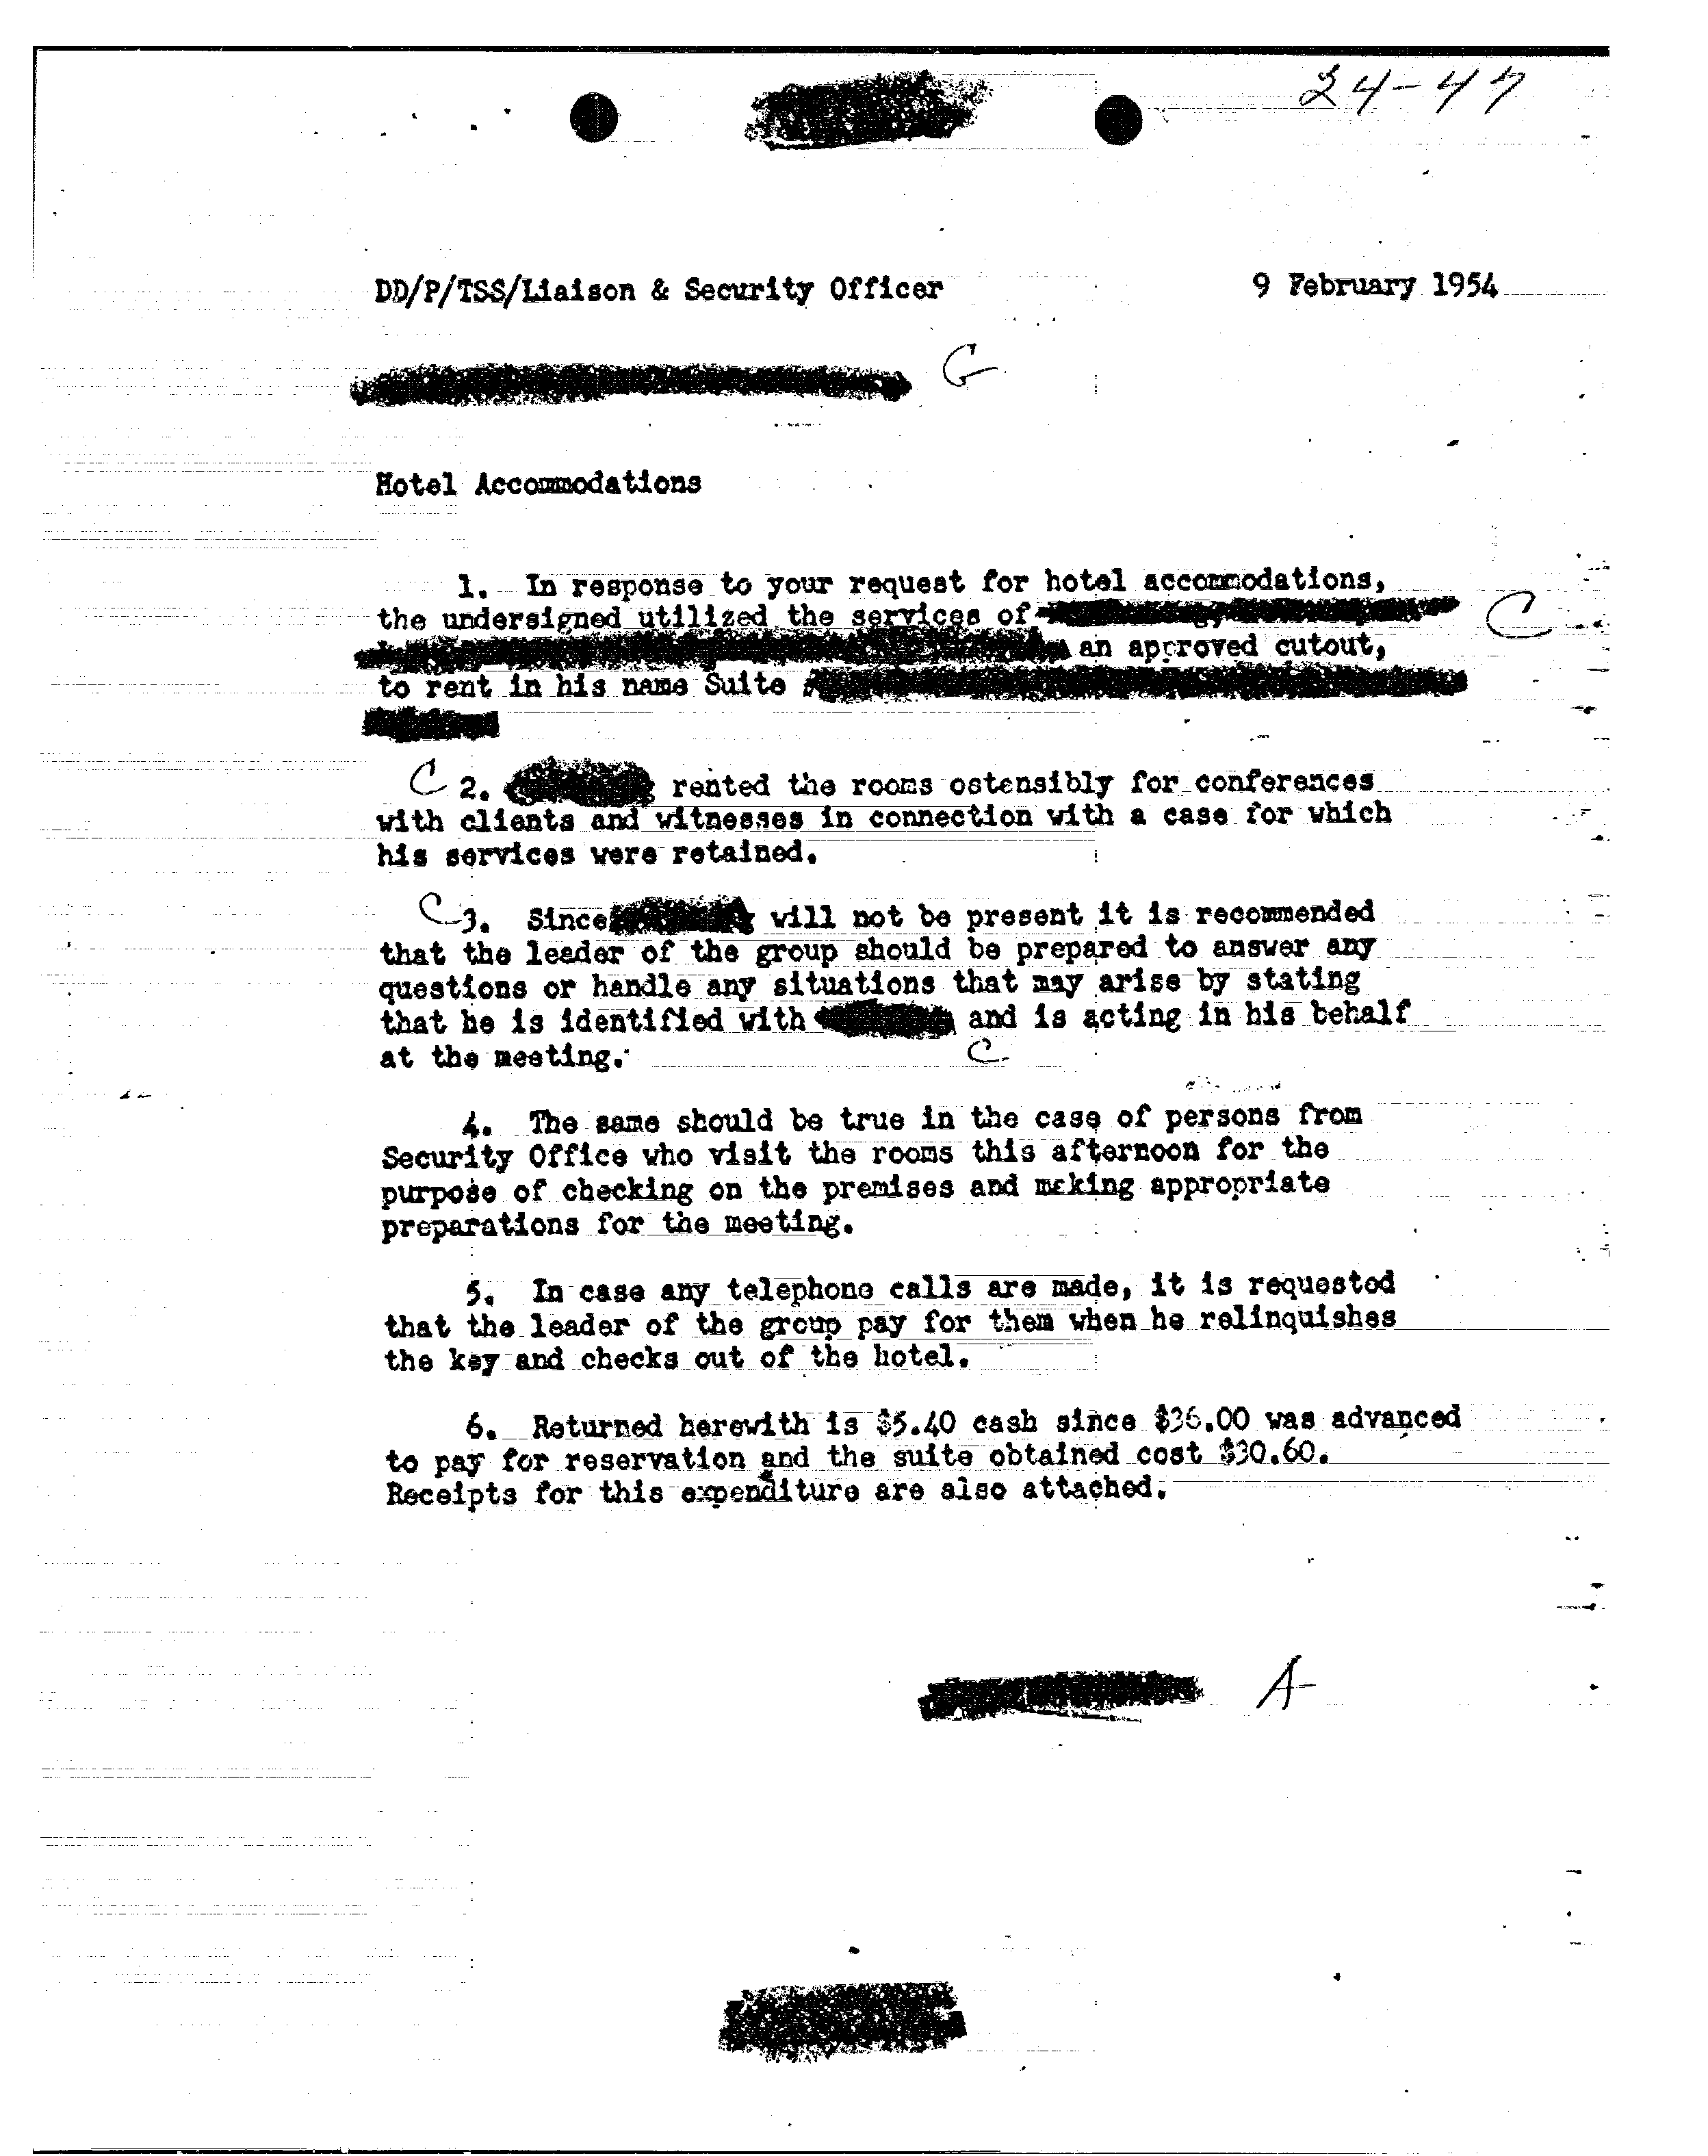 24-47
DD/P/TSS/Liaison & Security Officer 9 February 1954
Hotel Accommodations
1. In response to your request for hotel accommodations,
the undersigned utilized the services of
C
an approved cutout,
to rent in his name Suite
C 2. rented the rooms ostensibly for conferences
with clients and witnesses in connection with a case for which
his services were retained.
C 3. Since will not be present it is recommended
that the leader of the group should be prepared to answer any
questions or handle any situations that may arise by stating
that he is identified with and is acting in his behalf
C
at the meeting.
4. The same should be true in the case of persons from
Security Office who visit the rooms this afternoon for the
purpose of checking on the premises and making appropriate
preparations for the meeting.
5. In case any telephone calls are made, it is requested
that the leader of the group pay for them when he relinquishes
the key and checks out of the hotel.
6. Returned herewith is $5.40 cash since $36.00 was advanced
to pay for reservation and the suite obtained cost $30.60.
Receipts for this expenditure are also attached.
A